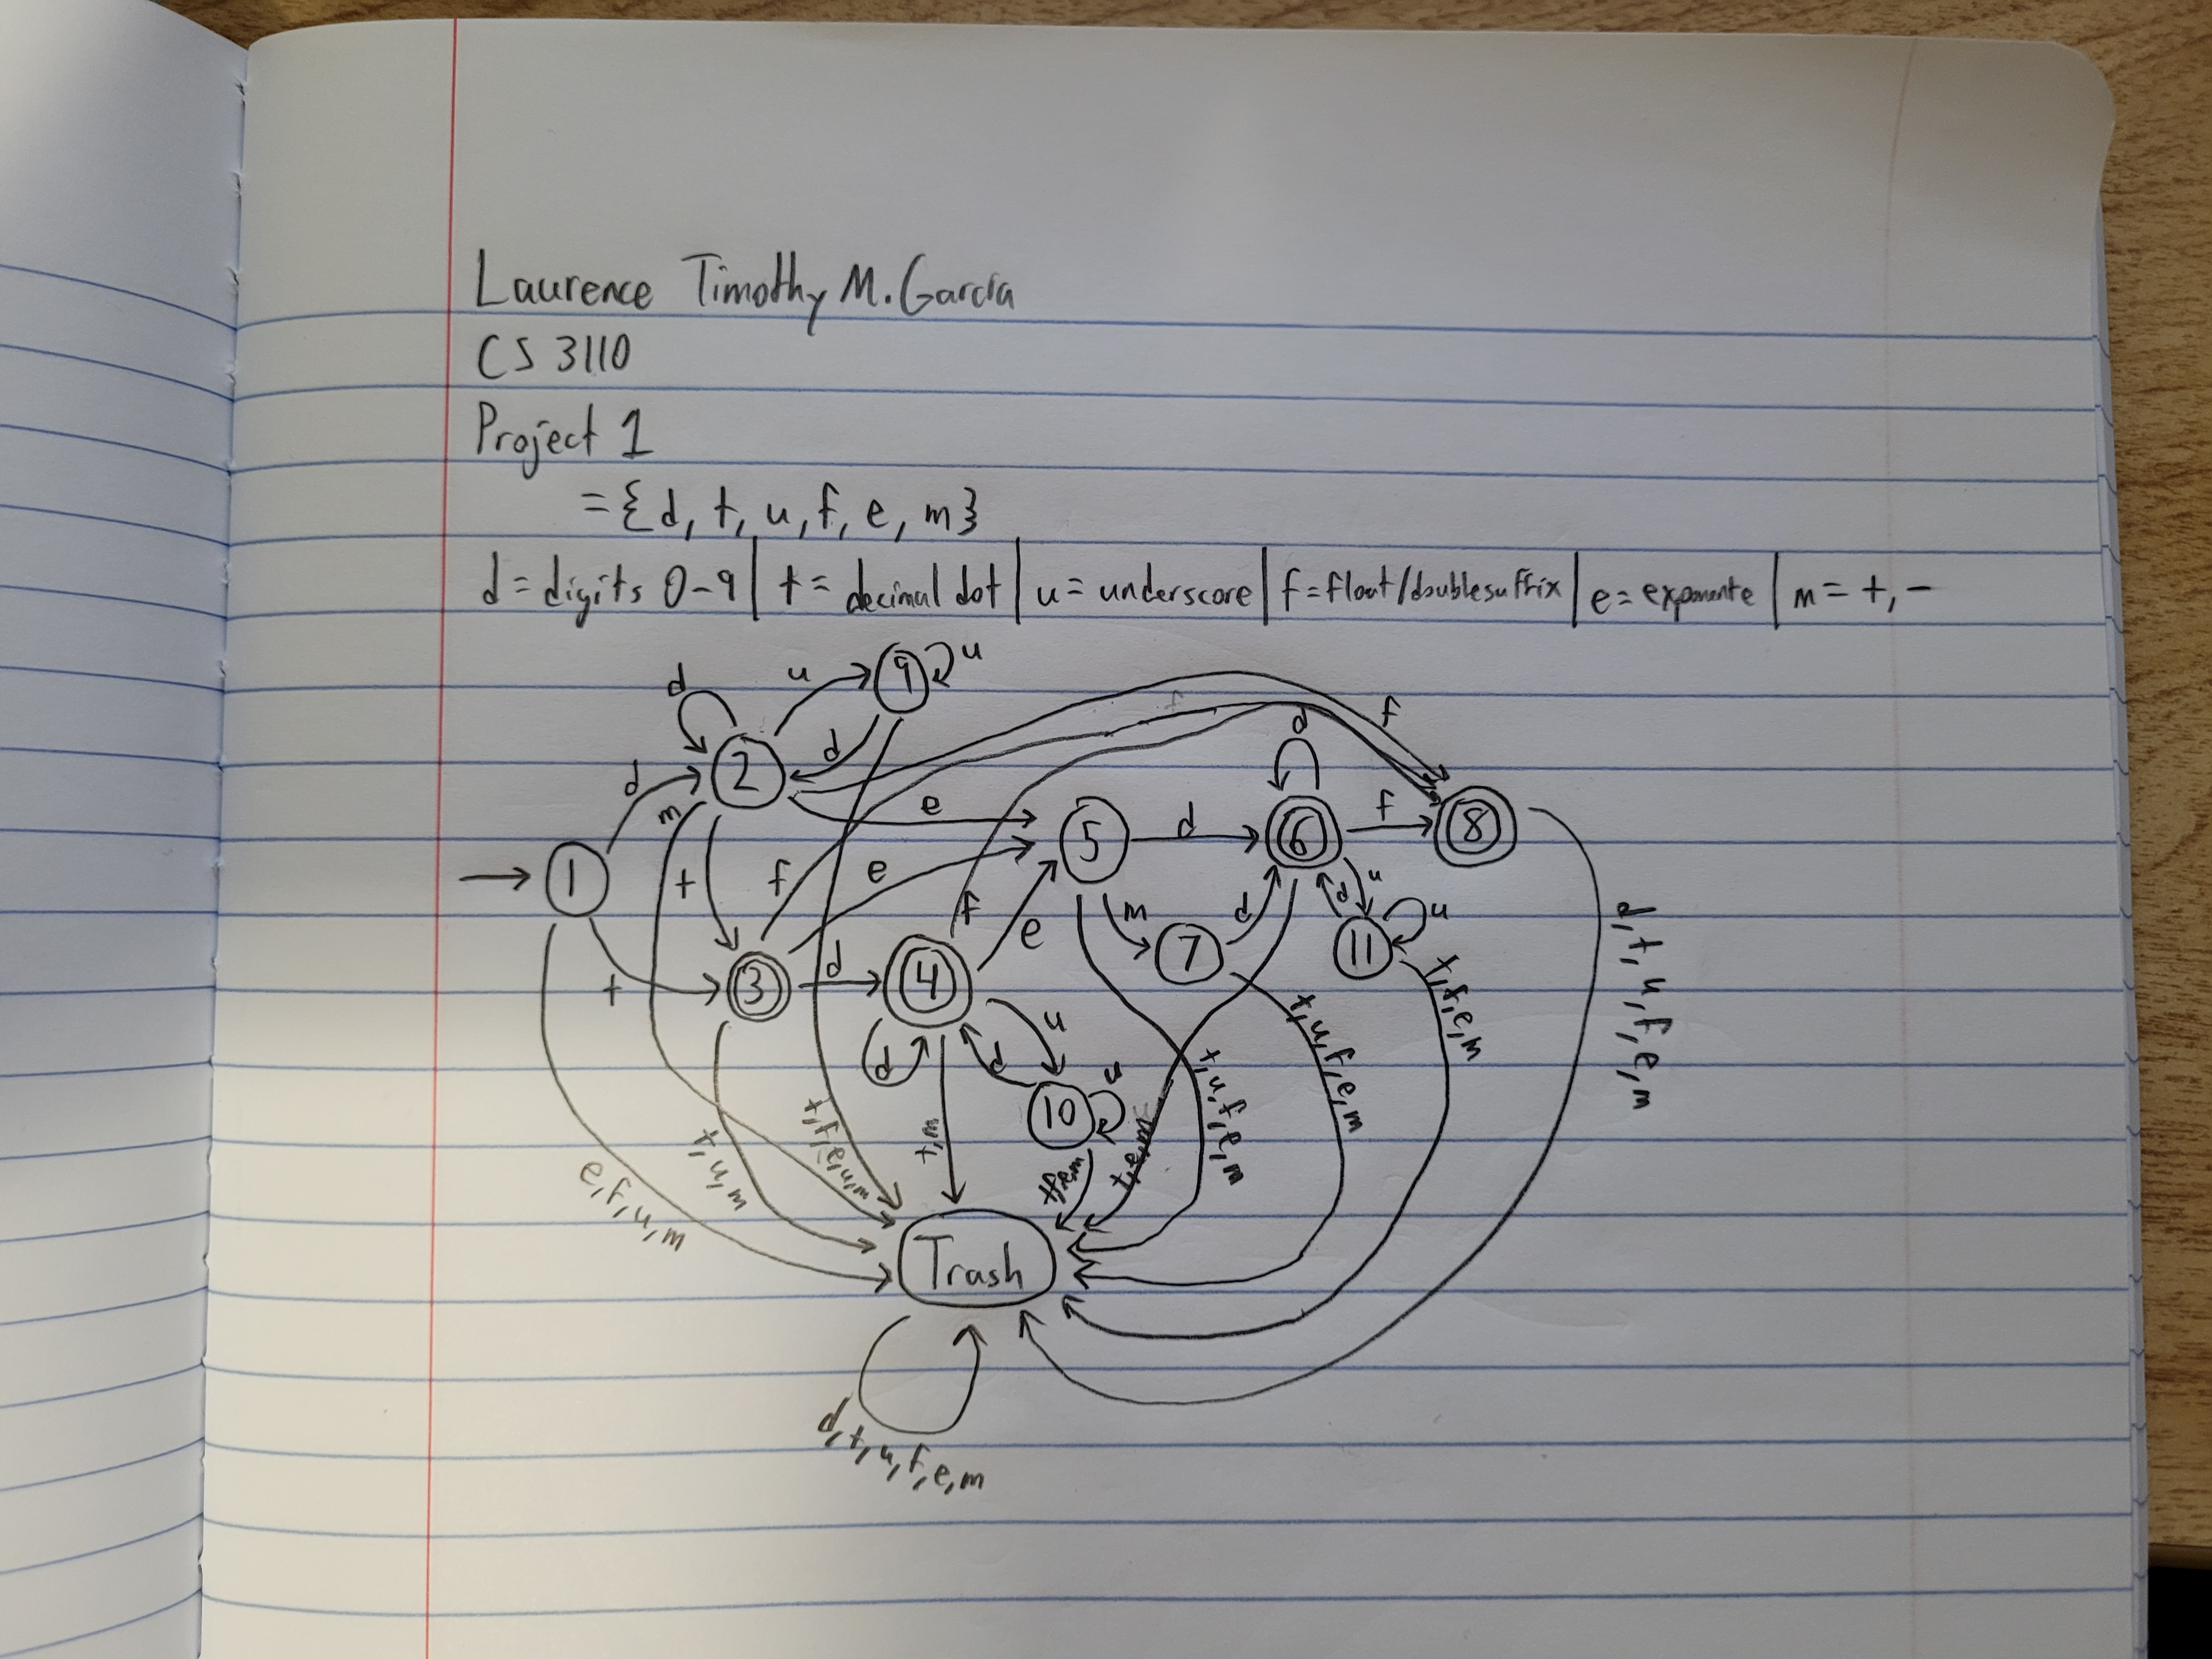 Laurence Timothy M. Garcia
CS 3110
Project 1
= {d, t, u, f, e, m}
d = digits 0-9 | t = decimal dot | u = underscore | f = float/double suffix | e = exponente | m = +, -
9 u
u
d
d
2
d
f
f
d
d
m
e
5
d
6
f
8
1
t
f
e
f
e
m
7
d
d
u
11
u
d, t, u, f, e, m
t
3
d
4
u
d
d
10
u
t, f, e, m
t, u, f, e, m
t, u, f, e, m
t, e, m
t, f, e, m
t, m
t, f, e, u, m
t, u, m
e, f, u, m
Trash
d, t, u, f, e, m